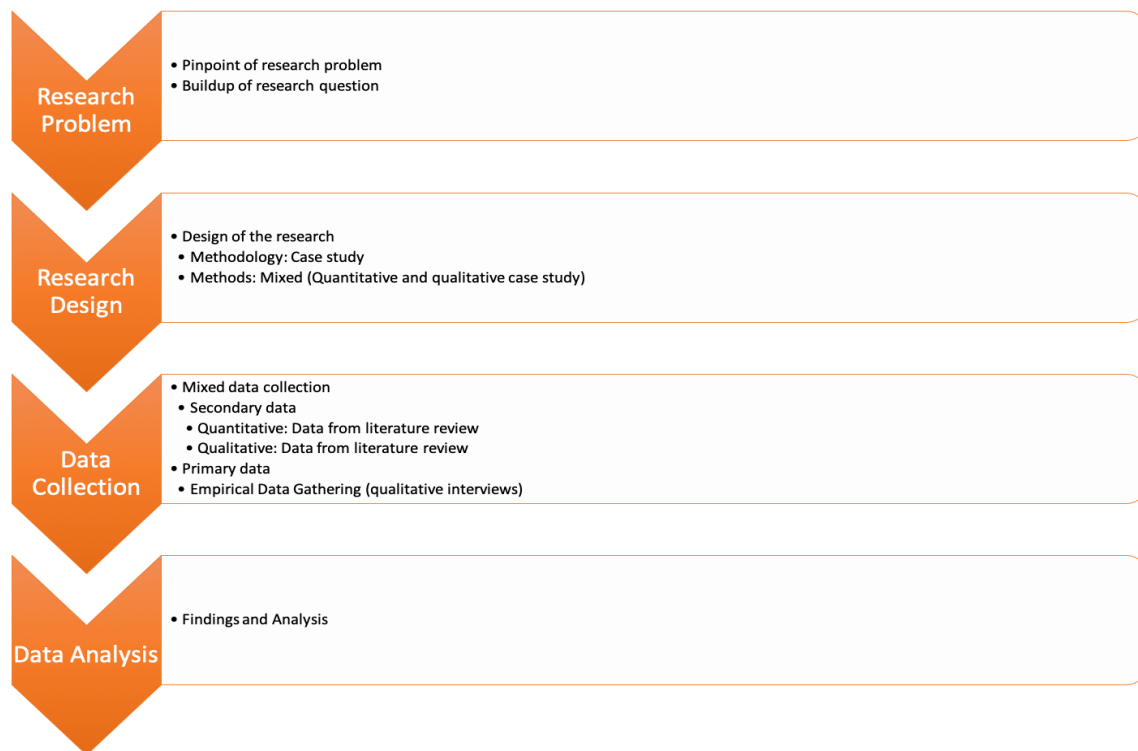 Research
Problem
• Pinpoint of research problem
• Buildup of research question
Research
Design
• Design of the research
• Methodology: Case study
• Methods: Mixed (Quantitative and qualitative case study)
Data
Collection
• Mixed data collection
• Secondary data
• Quantitative: Data from literature review
• Qualitative: Data from literature review
• Primary data
• Empirical Data Gathering (qualitative interviews)
Data Analysis
• Findings and Analysis